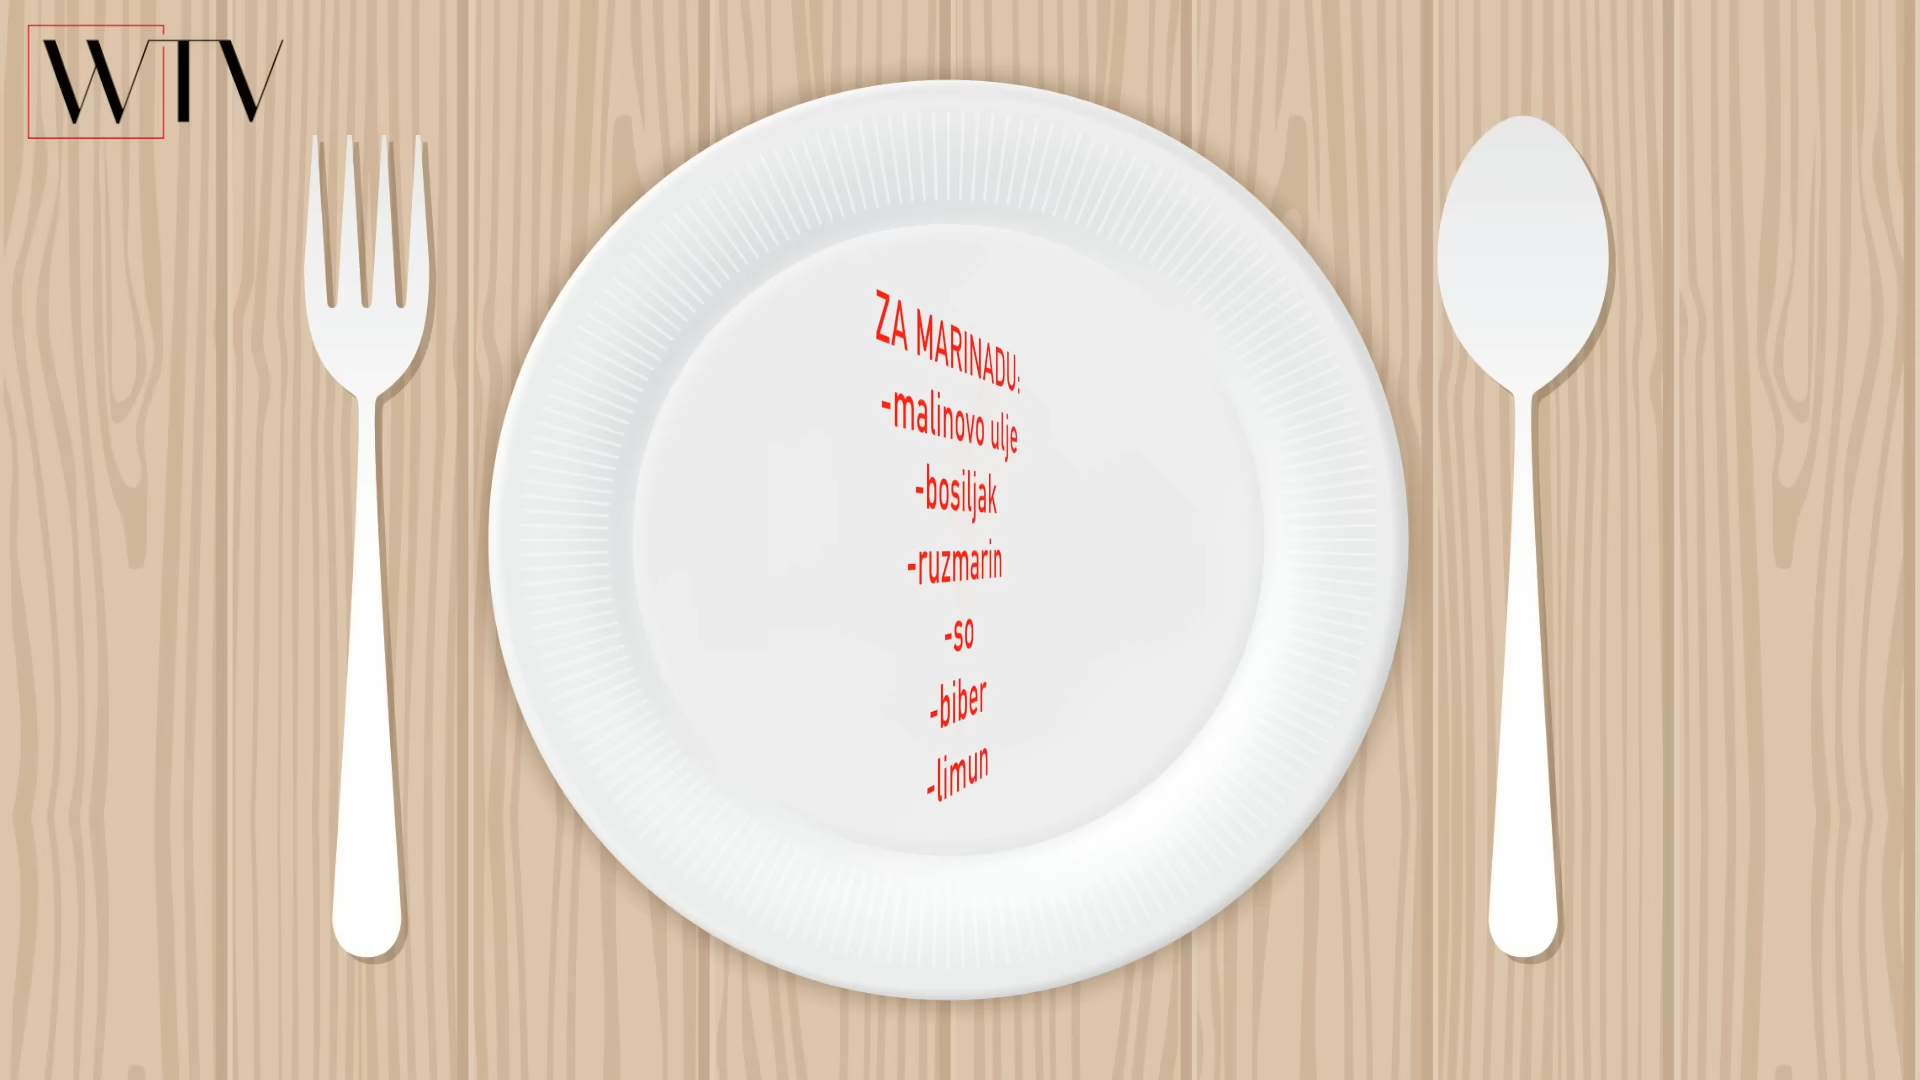 WTV
ZA MARINADU:
-malinovo ulje
-bosiljak
-ruzmarin
-so
-biber
-limun